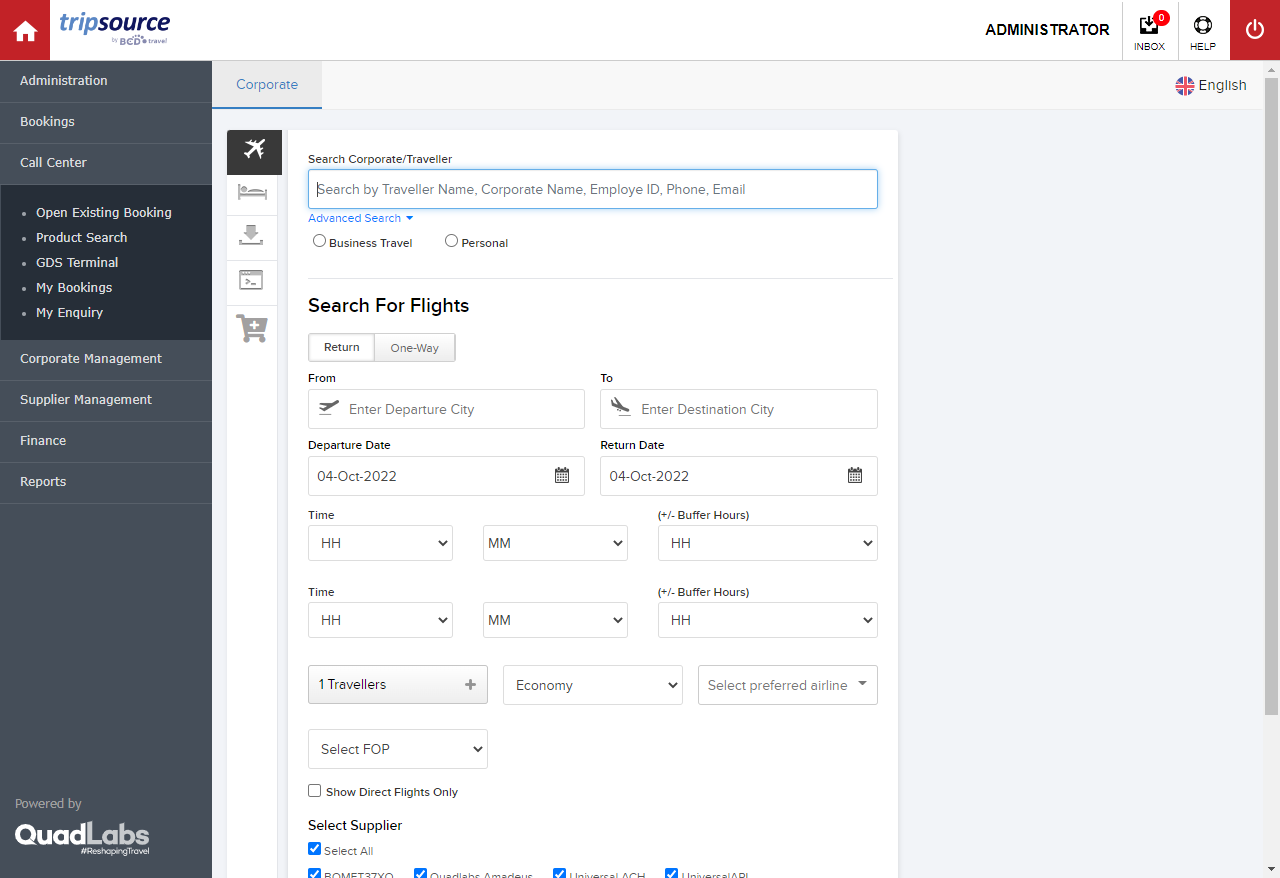 tripsource
by BCD travel
ADMINISTRATOR
0
INBOX
HELP
Administration
Bookings
Call Center
Open Existing Booking
Product Search
GDS Terminal
My Bookings
My Enquiry
Corporate Management
Supplier Management
Finance
Reports
Powered by
QuadLabs
#ReshapingTravel
Corporate
English
Search Corporate/Traveller
Search by Traveller Name, Corporate Name, Employe ID, Phone, Email
Advanced Search
Business Travel Personal
Search For Flights
Return One-Way
From To
Enter Departure City Enter Destination City
Departure Date Return Date
04-Oct-2022 04-Oct-2022
Time (+/- Buffer Hours)
HH MM HH
Time (+/- Buffer Hours)
HH MM HH
1 Travellers + Economy Select preferred airline
Select FOP
Show Direct Flights Only
Select Supplier
Select All
BOMFT37XQ Quadlabs Amadeus Universal ACH UniversalAPI